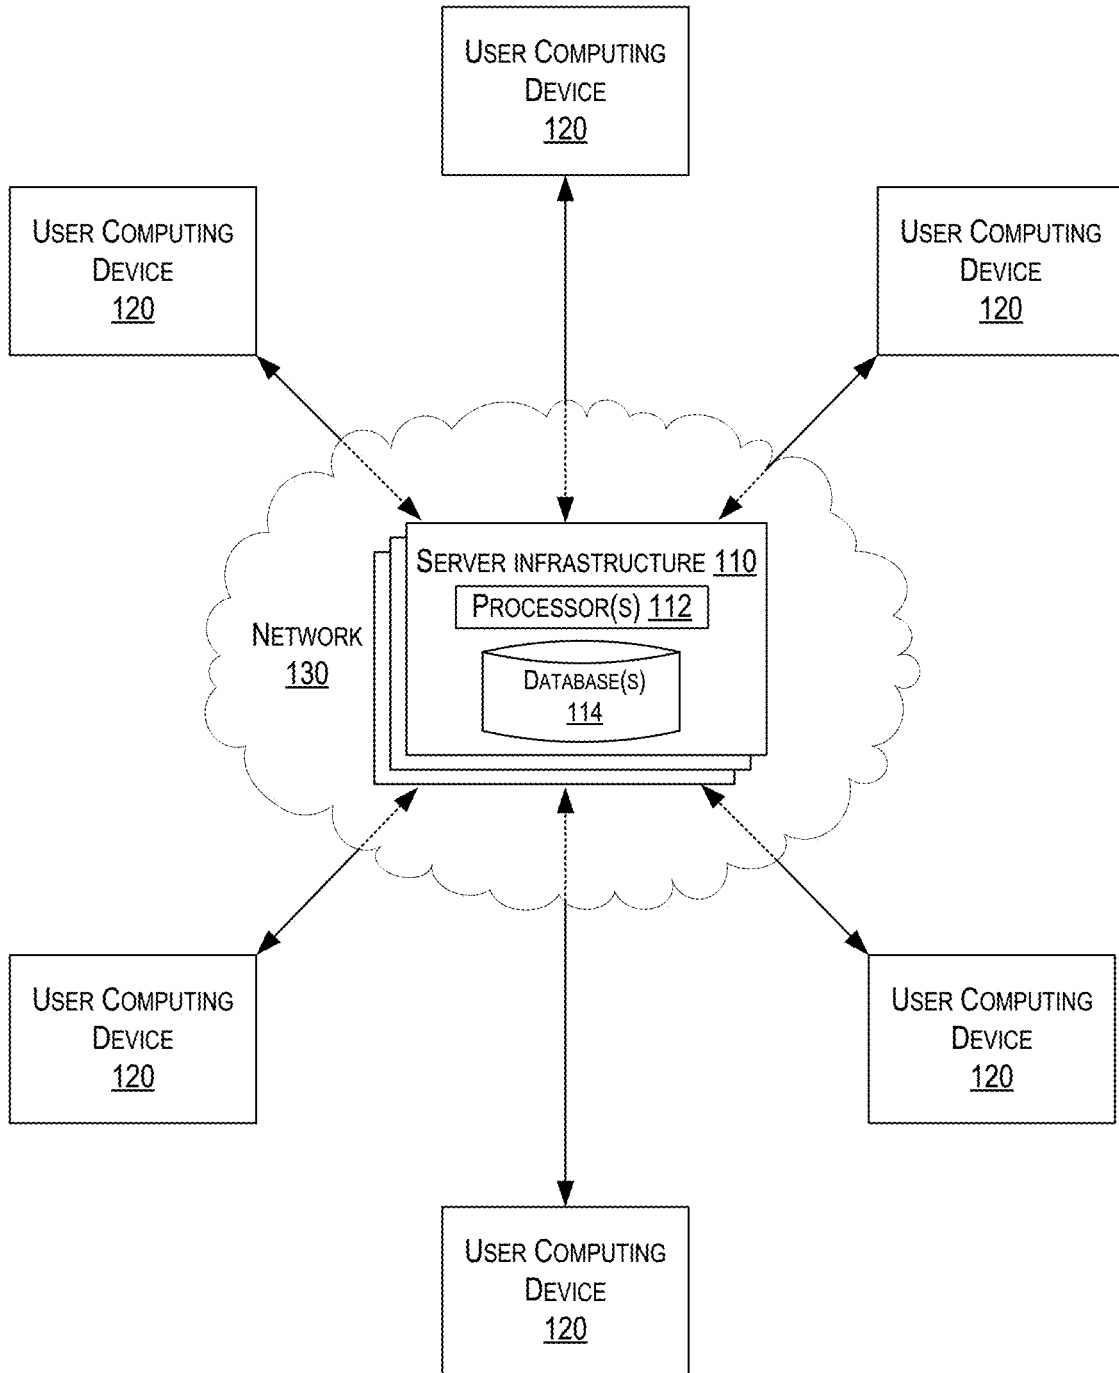 USER COMPUTING
DEVICE
120
USER COMPUTING
DEVICE
120
USER COMPUTING
DEVICE
120
SERVER INFRASTRUCTURE 110
PROCESSOR(S) 112
DATABASE(S)
114
NETWORK
130
USER COMPUTING
DEVICE
120
USER COMPUTING
DEVICE
120
USER COMPUTING
DEVICE
120